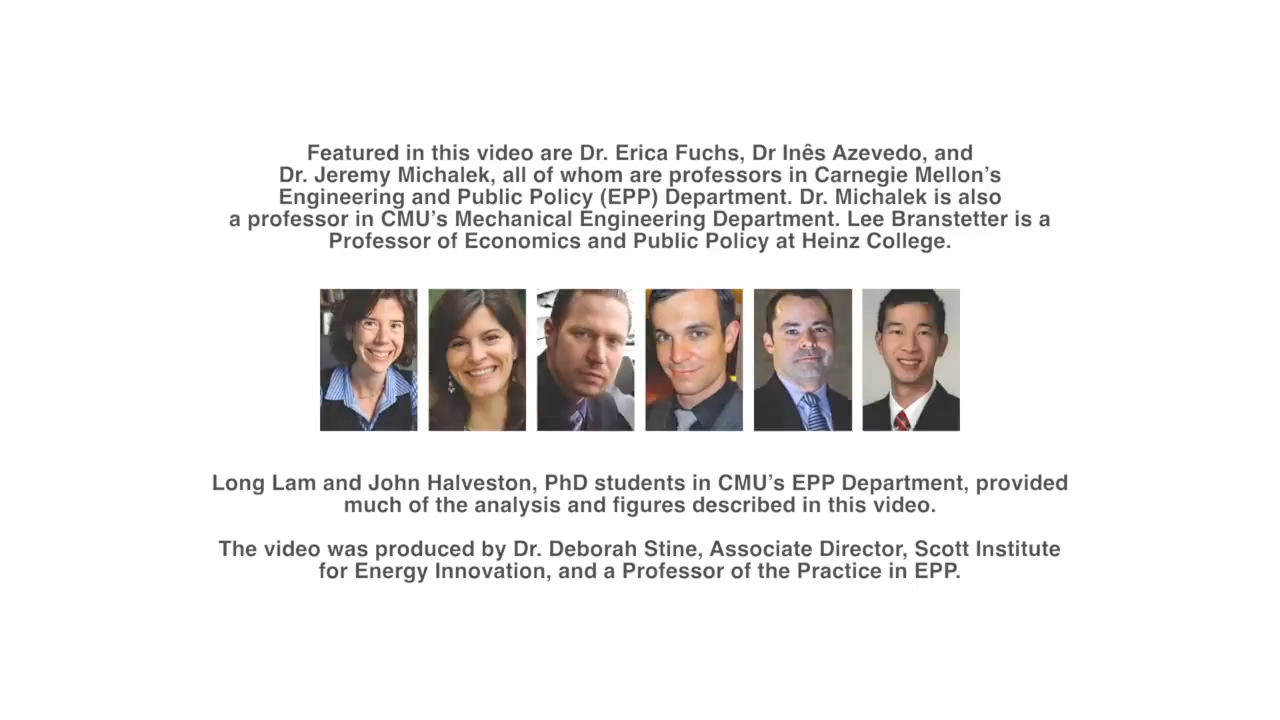 Featured in this video are Dr. Erica Fuchs, Dr Inês Azevedo, and
Dr. Jeremy Michalek, all of whom are professors in Carnegie Mellon’s
Engineering and Public Policy (EPP) Department. Dr. Michalek is also
a professor in CMU’s Mechanical Engineering Department. Lee Branstetter is a
Professor of Economics and Public Policy at Heinz College.
Long Lam and John Halveston, PhD students in CMU’s EPP Department, provided
much of the analysis and figures described in this video.
The video was produced by Dr. Deborah Stine, Associate Director, Scott Institute
for Energy Innovation, and a Professor of the Practice in EPP.